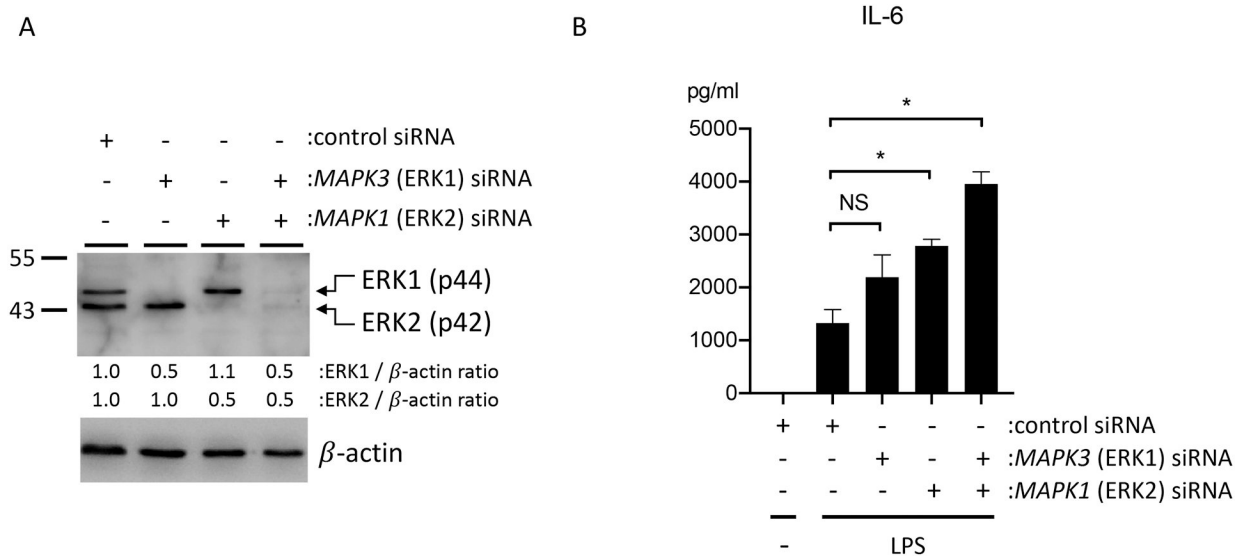 A
+ - - - :control siRNA
- + - + :MAPK3 (ERK1) siRNA
- - + + :MAPK1 (ERK2) siRNA
55
43
ERK1 (p44)
ERK2 (p42)
1.0 0.5 1.1 0.5 :ERK1 / β-actin ratio
1.0 1.0 0.5 0.5 :ERK2 / β-actin ratio
β-actin
B
IL-6
pg/ml
*
*
NS
5000
4000
3000
2000
1000
0
+ + - - - :control siRNA
- - + - + :MAPK3 (ERK1) siRNA
- - - + + :MAPK1 (ERK2) siRNA
- LPS